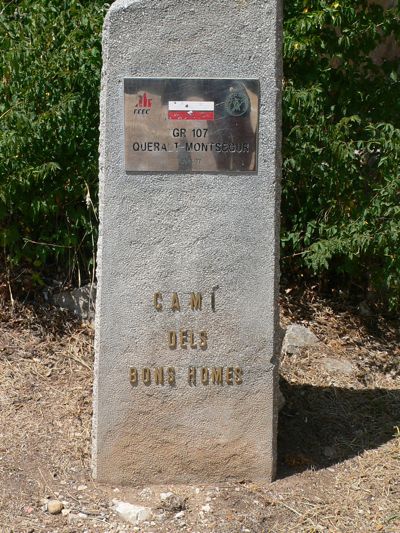 FEEC
GR 107
QUERALT-MONTSEGUR
CAMÍ
DELS
BONS HOMES